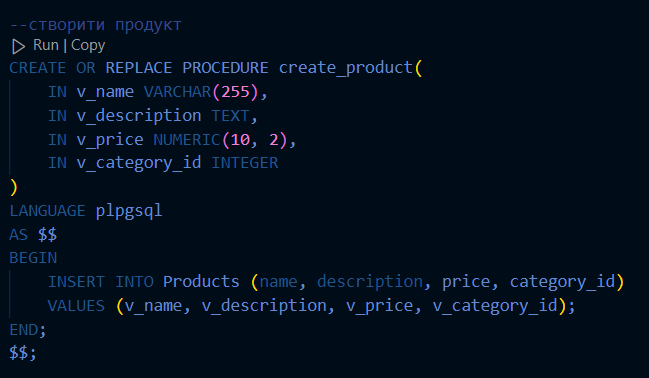 --створити продукт
Run | Copy
CREATE OR REPLACE PROCEDURE create_product(
    IN v_name VARCHAR(255),
    IN v_description TEXT,
    IN v_price NUMERIC(10, 2),
    IN v_category_id INTEGER
)
LANGUAGE plpgsql
AS $$
BEGIN
    INSERT INTO Products (name, description, price, category_id)
    VALUES (v_name, v_description, v_price, v_category_id);
END;
$$;